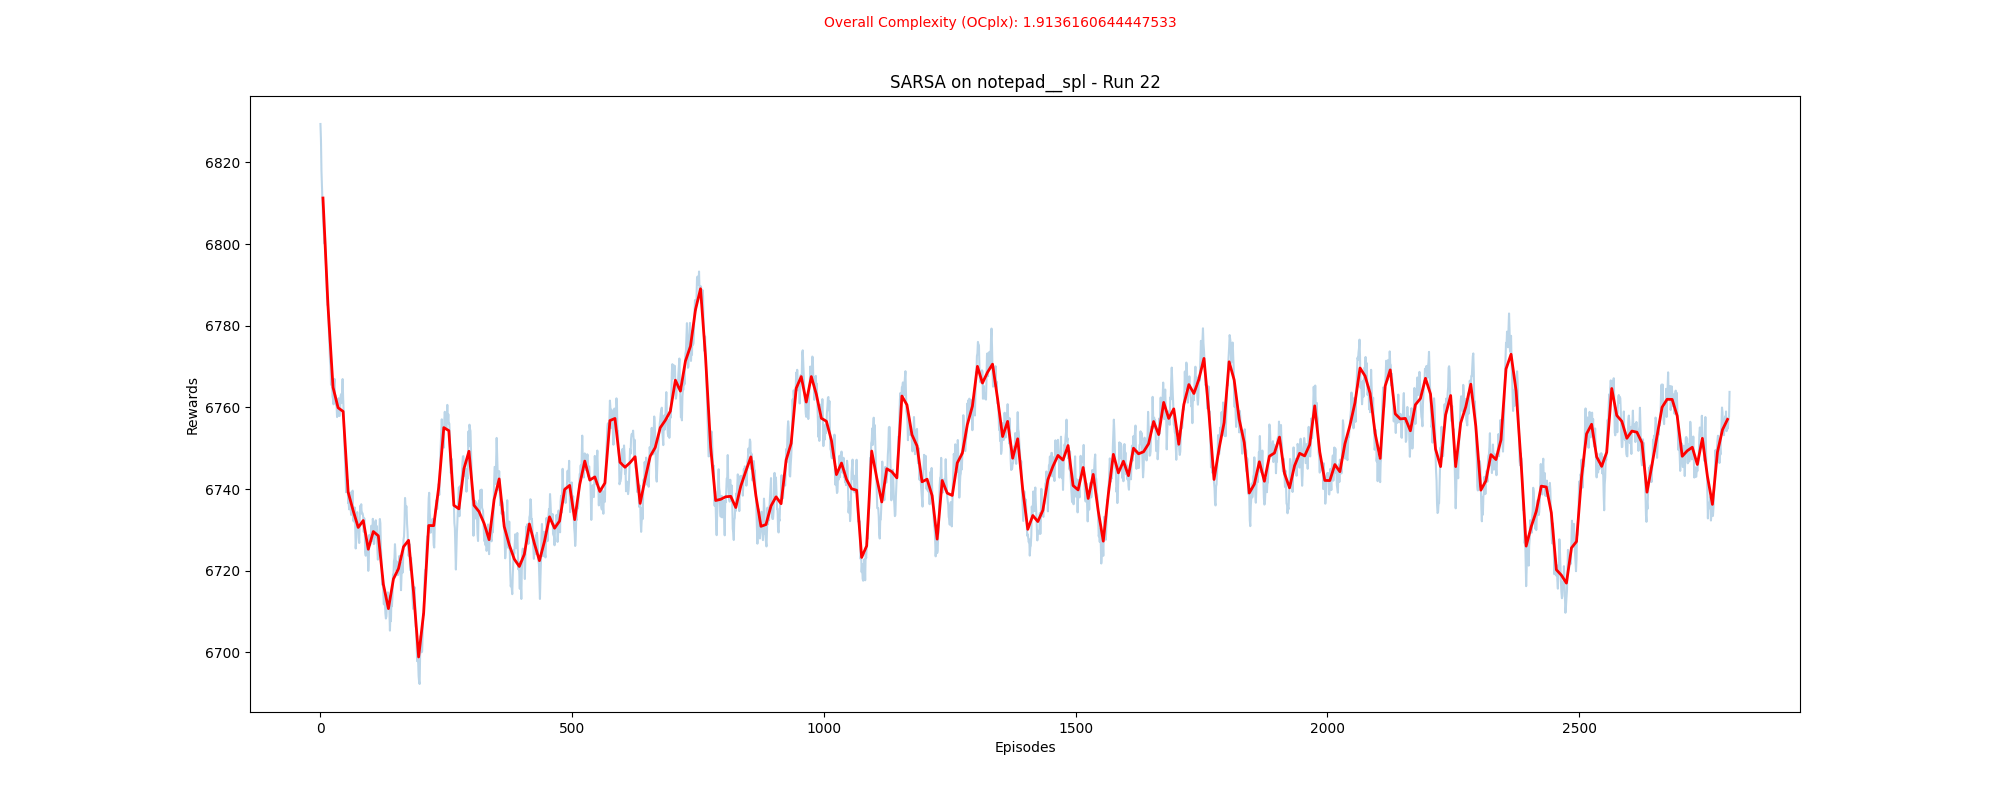 Overall Complexity (OCplx): 1.9136160644447533
SARSA on notepad__spl - Run 22
6820
6800
6780
6760
6740
6720
6700
Rewards
0 500 1000 1500 2000 2500
Episodes